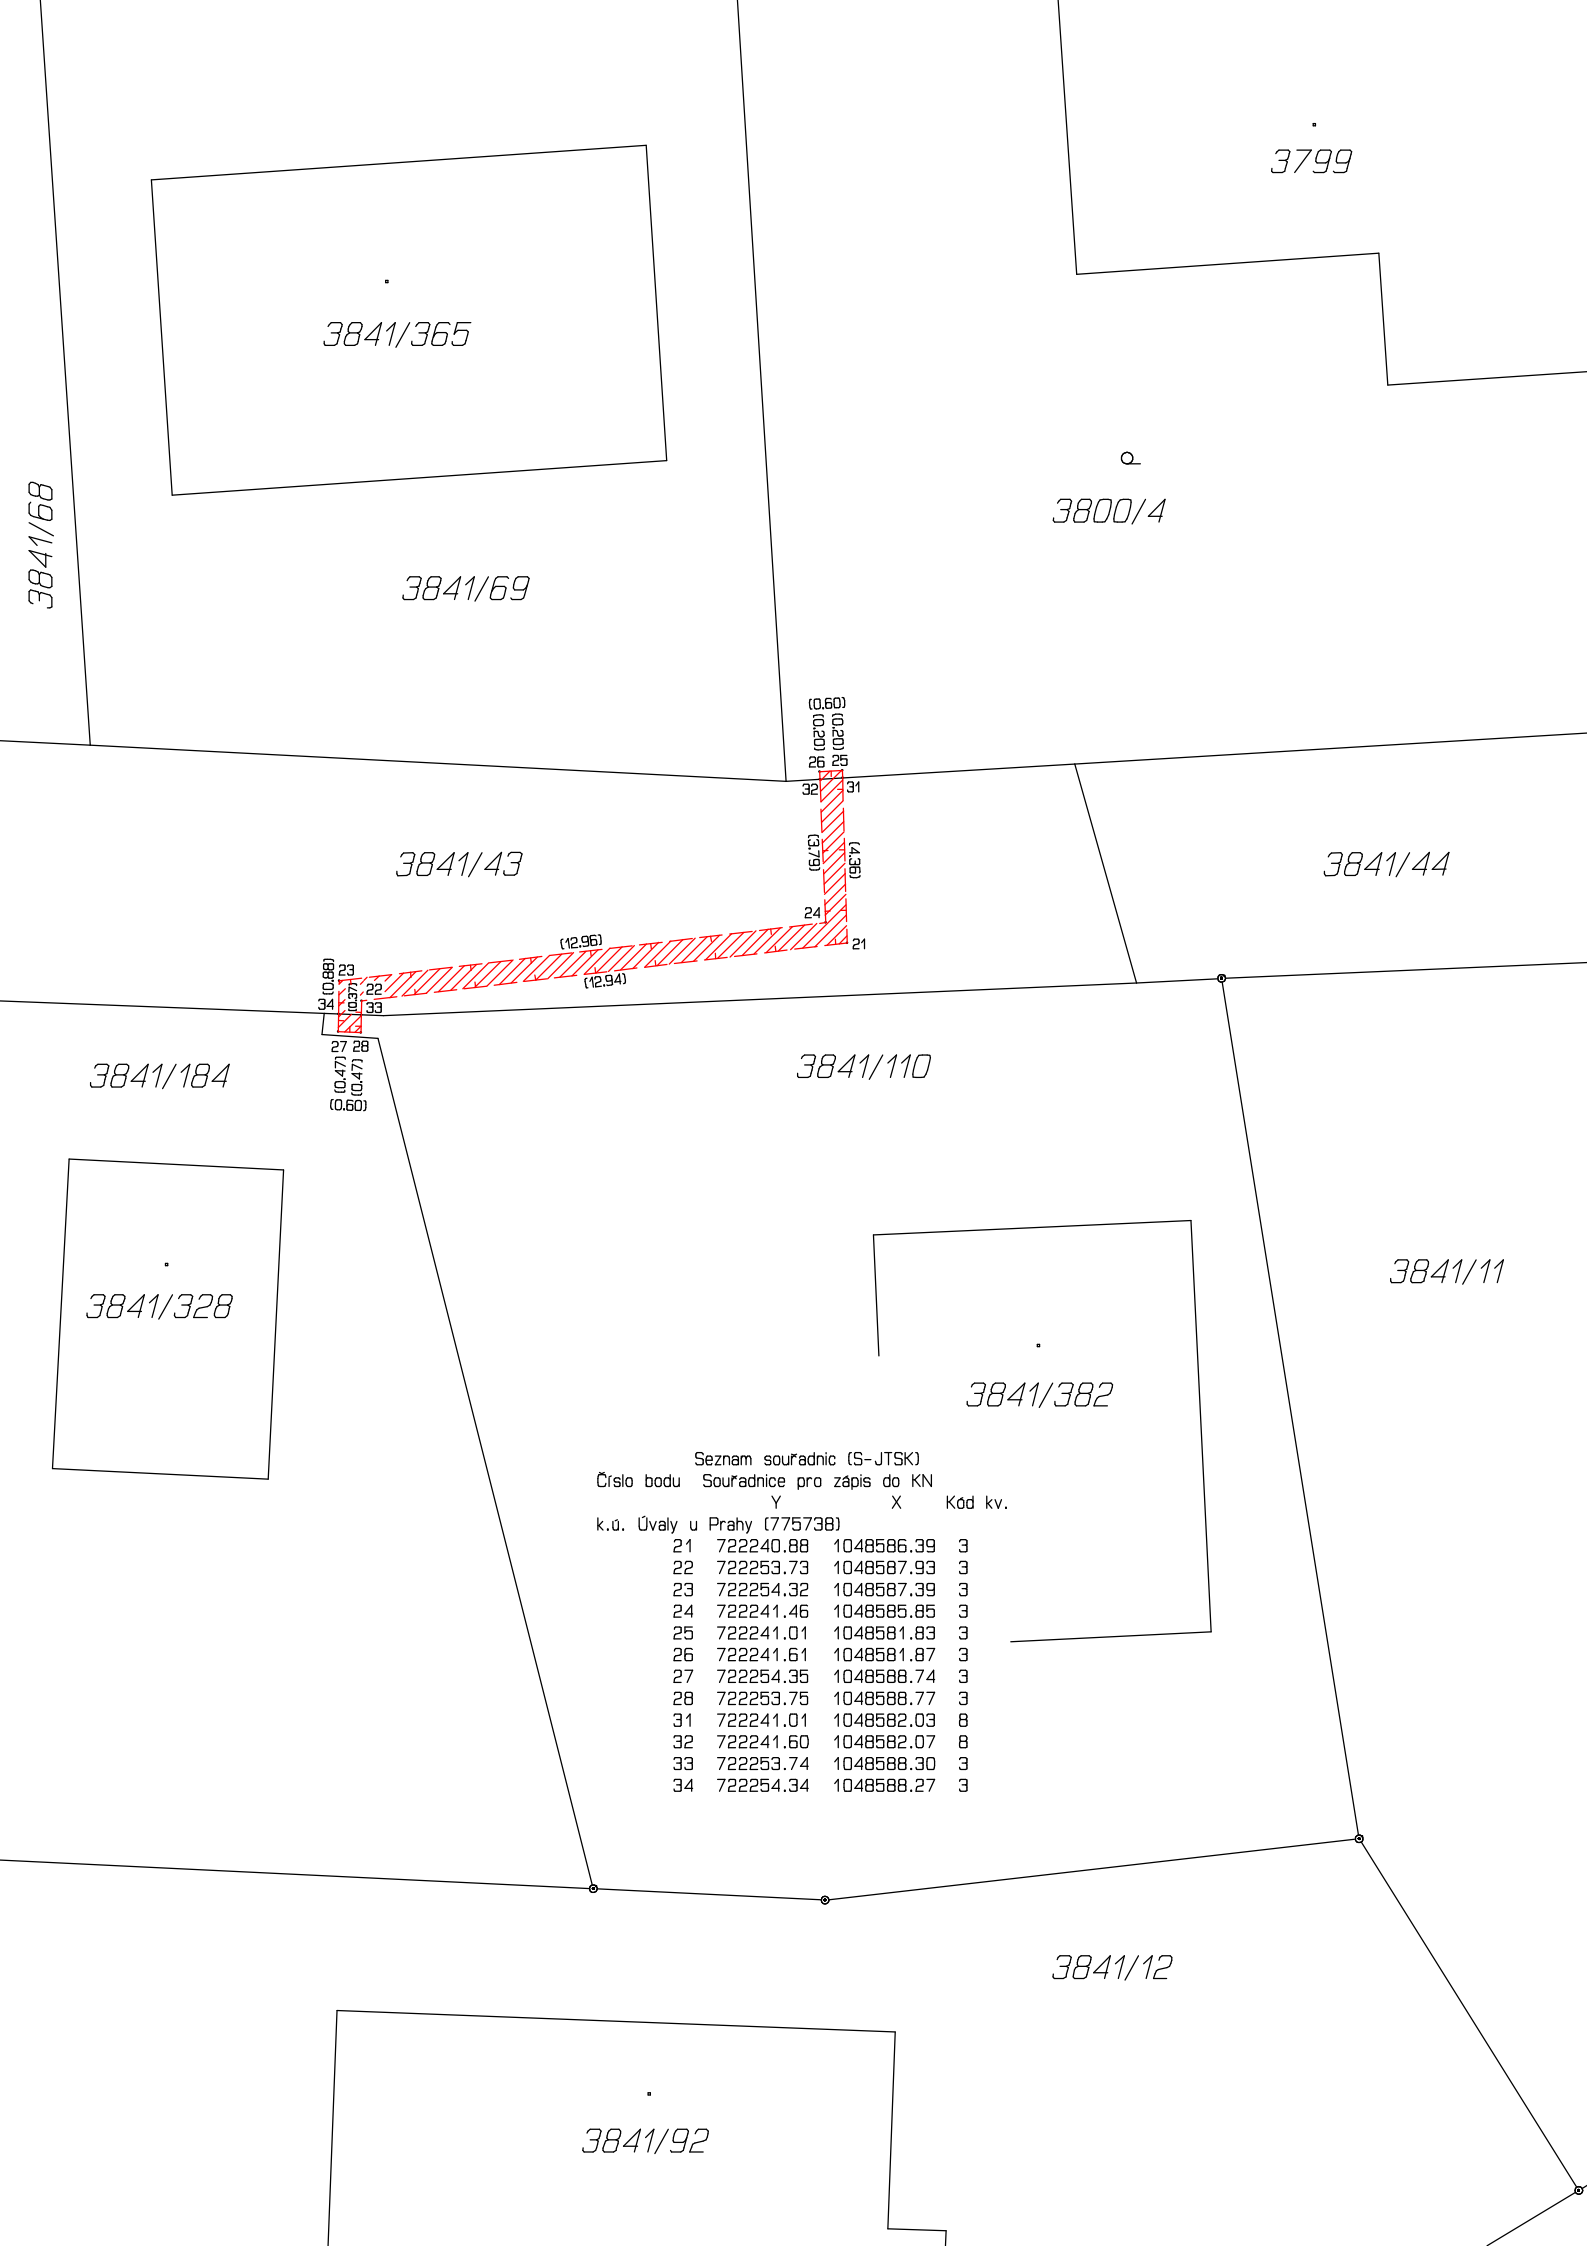 3799
3841/365
3841/68
3800/4
3841/69
(0.60)
(0.20)
(0.20)
26
25
32
31
(3.79)
(4.36)
3841/43
3841/44
24
21
(12.96)
(12.94)
(0.88)
23
(0.37)
22
34
33
27
28
(0.47)
(0.47)
(0.60)
3841/184
3841/110
3841/11
3841/328
3841/382
Seznam souřadnic (S-JTSK)
Číslo bodu Souřadnice pro zápis do KN
Y X Kód kv.
k.ú. Úvaly u Prahy (775738)
21 722240.88 1048586.39 3
22 722253.73 1048587.93 3
23 722254.32 1048587.39 3
24 722241.46 1048585.85 3
25 722241.01 1048581.83 3
26 722241.61 1048581.87 3
27 722254.35 1048588.74 3
28 722253.75 1048588.77 3
31 722241.01 1048582.03 8
32 722241.60 1048582.07 8
33 722253.74 1048588.30 3
34 722254.34 1048588.27 3
3841/12
3841/92